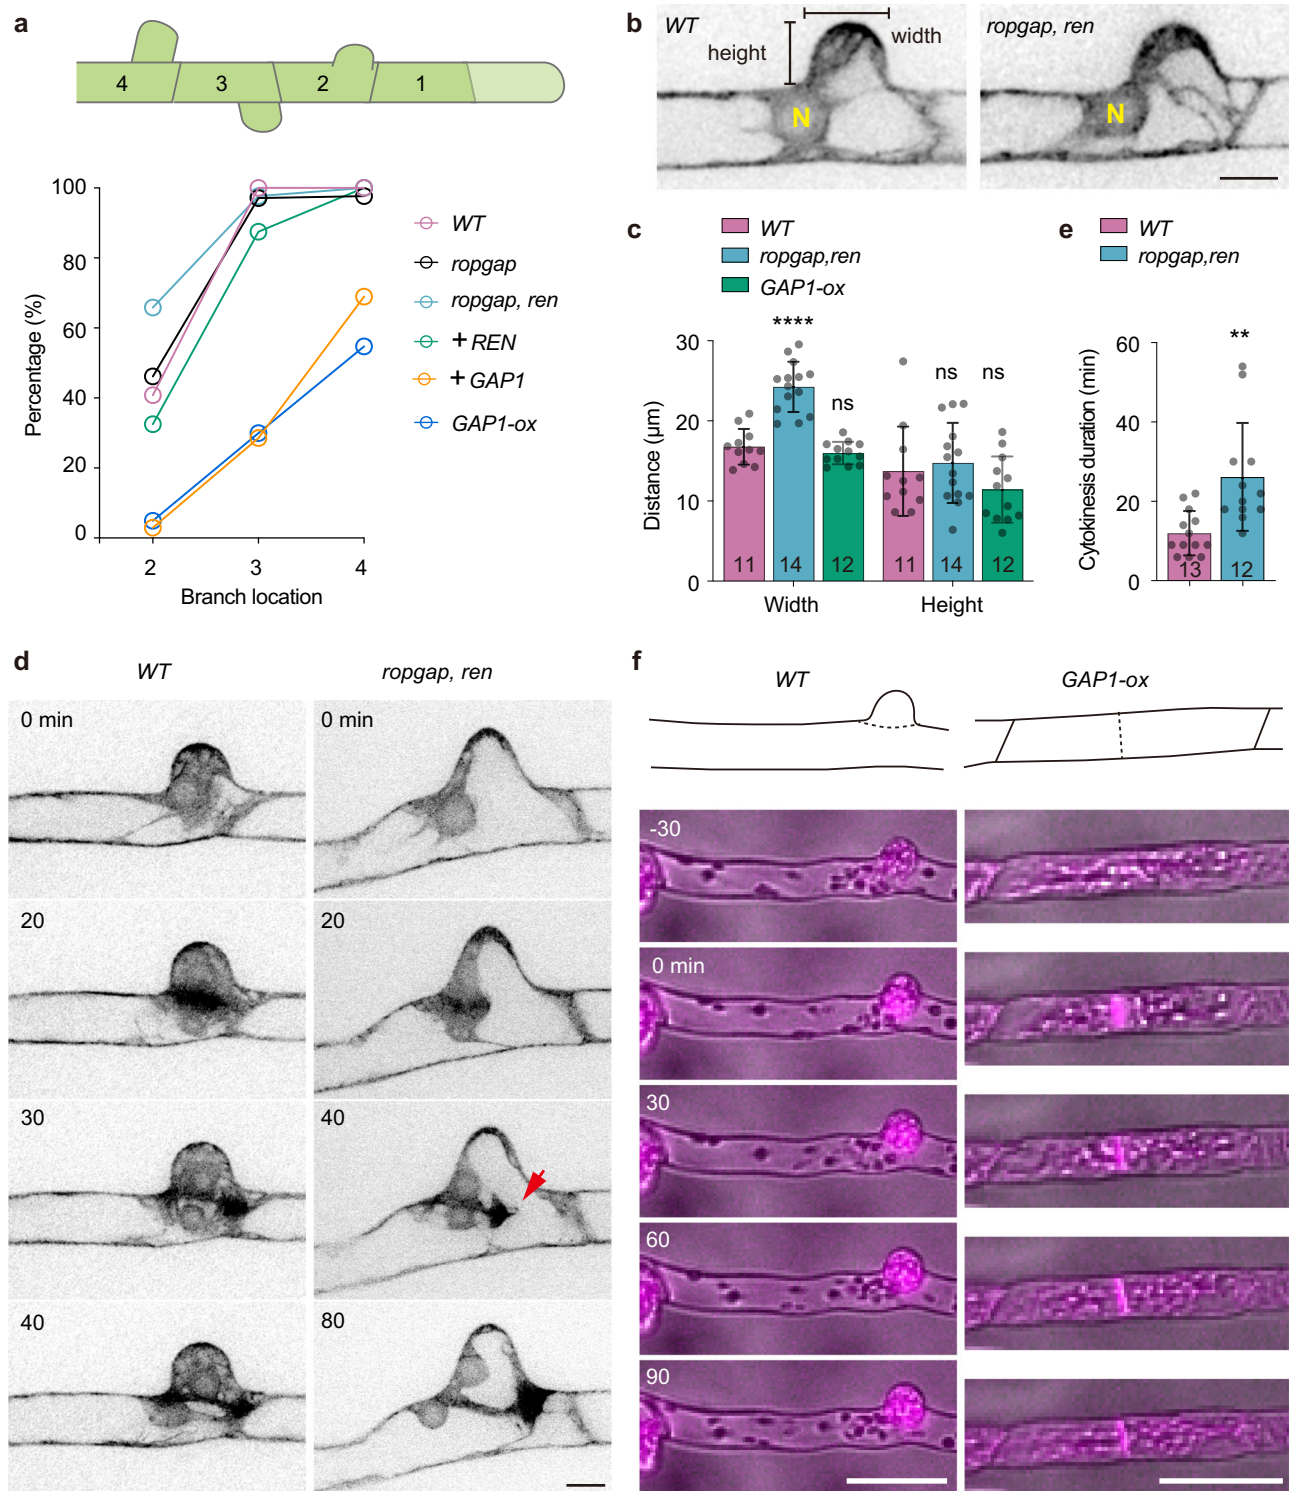 a
4 3 2 1
100
80
60
40
20
0
Percentage (%)
2 3 4
Branch location
WT
ropgap
ropgap, ren
+ REN
+ GAP1
GAP1-ox
b
WT
height
width
N
ropgap, ren
N
c
WT
ropgap,ren
GAP1-ox
30
20
10
0
Distance (µm)
**** ns ns ns
11 14 12 11 14 12
Width Height
e
WT
ropgap,ren
60
40
20
0
Cytokinesis duration (min)
**
13 12
d
WT ropgap, ren
0 min 0 min
20 20
30 40
40 80
f
WT GAP1-ox
-30
0 min
30
60
90